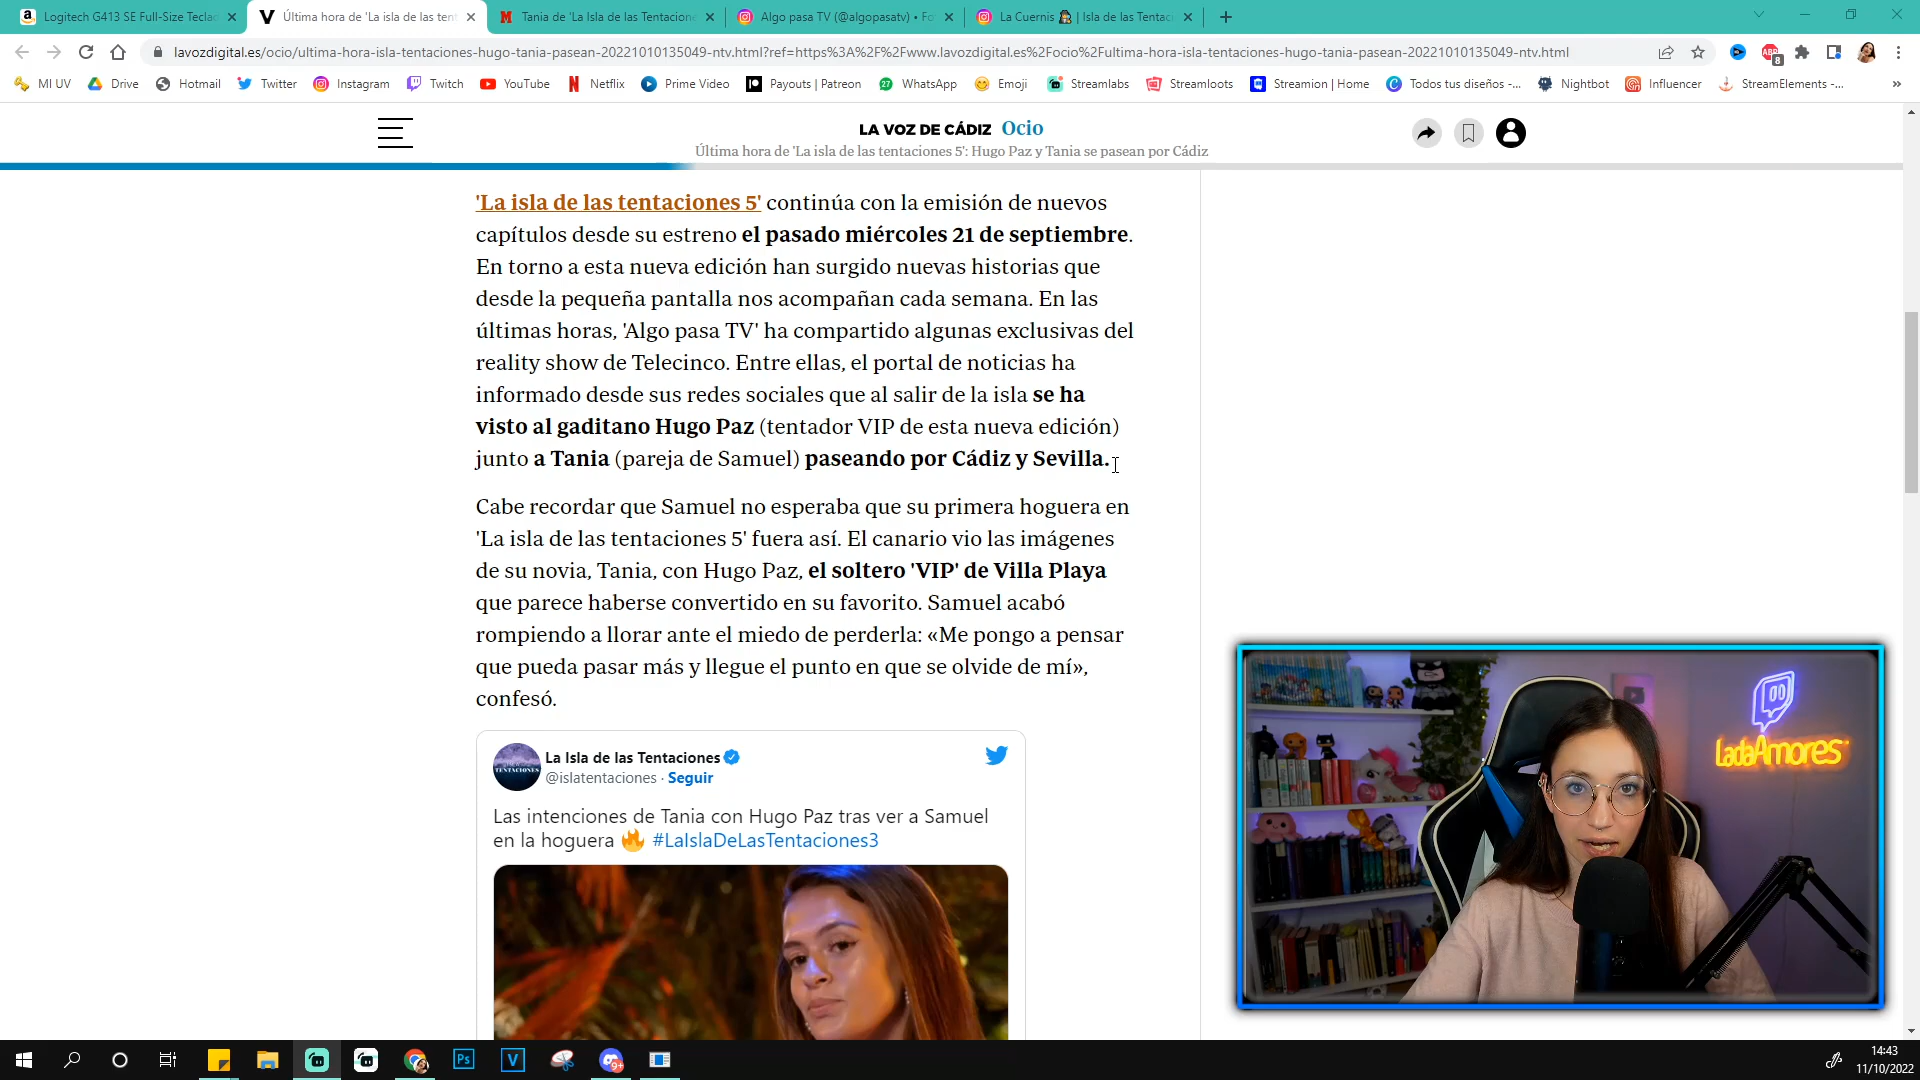 Logitech G413 SE Full-Size Teclac
Última hora de 'La isla de las tent
Tania de 'La Isla de las Tentacione
Algo pasa TV (@algopasatv) • Fo
La Cuernis | Isla de las Tentac
lavozdigital.es/ocio/ultima-hora-isla-tentaciones-hugo-tania-pasean-20221010135049-ntv.html?ref=https%3A%2F%2Fwww.lavozdigital.es%2Focio%2Fultima-hora-isla-tentaciones-hugo-tania-pasean-20221010135049-ntv.html
ABP
8
MI UV
Drive
Hotmail
Twitter
Instagram
Twitch
YouTube
Netflix
Prime Video
Payouts | Patreon
27
WhatsApp
Emoji
Streamlabs
Streamloots
Streamion | Home
Todos tus diseños -...
Nightbot
Influencer
StreamElements -...
»
LA VOZ DE CÁDIZ Ocio
Última hora de 'La isla de las tentaciones 5': Hugo Paz y Tania se pasean por Cádiz
'La isla de las tentaciones 5' continúa con la emisión de nuevos
capítulos desde su estreno el pasado miércoles 21 de septiembre.
En torno a esta nueva edición han surgido nuevas historias que
desde la pequeña pantalla nos acompañan cada semana. En las
últimas horas, 'Algo pasa TV' ha compartido algunas exclusivas del
reality show de Telecinco. Entre ellas, el portal de noticias ha
informado desde sus redes sociales que al salir de la isla se ha
visto al gaditano Hugo Paz (tentador VIP de esta nueva edición)
junto a Tania (pareja de Samuel) paseando por Cádiz y Sevilla.
Cabe recordar que Samuel no esperaba que su primera hoguera en
'La isla de las tentaciones 5' fuera así. El canario vio las imágenes
de su novia, Tania, con Hugo Paz, el soltero 'VIP' de Villa Playa
que parece haberse convertido en su favorito. Samuel acabó
rompiendo a llorar ante el miedo de perderla: «Me pongo a pensar
que pueda pasar más y llegue el punto en que se olvide de mí»,
confesó.
TENTACIONES
La Isla de las Tentaciones
@islatentaciones · Seguir
Las intenciones de Tania con Hugo Paz tras ver a Samuel
en la hoguera 🔥 #LaIslaDeLasTentaciones3
LadaAmores
Ps
V
9+
14:43
11/10/2022